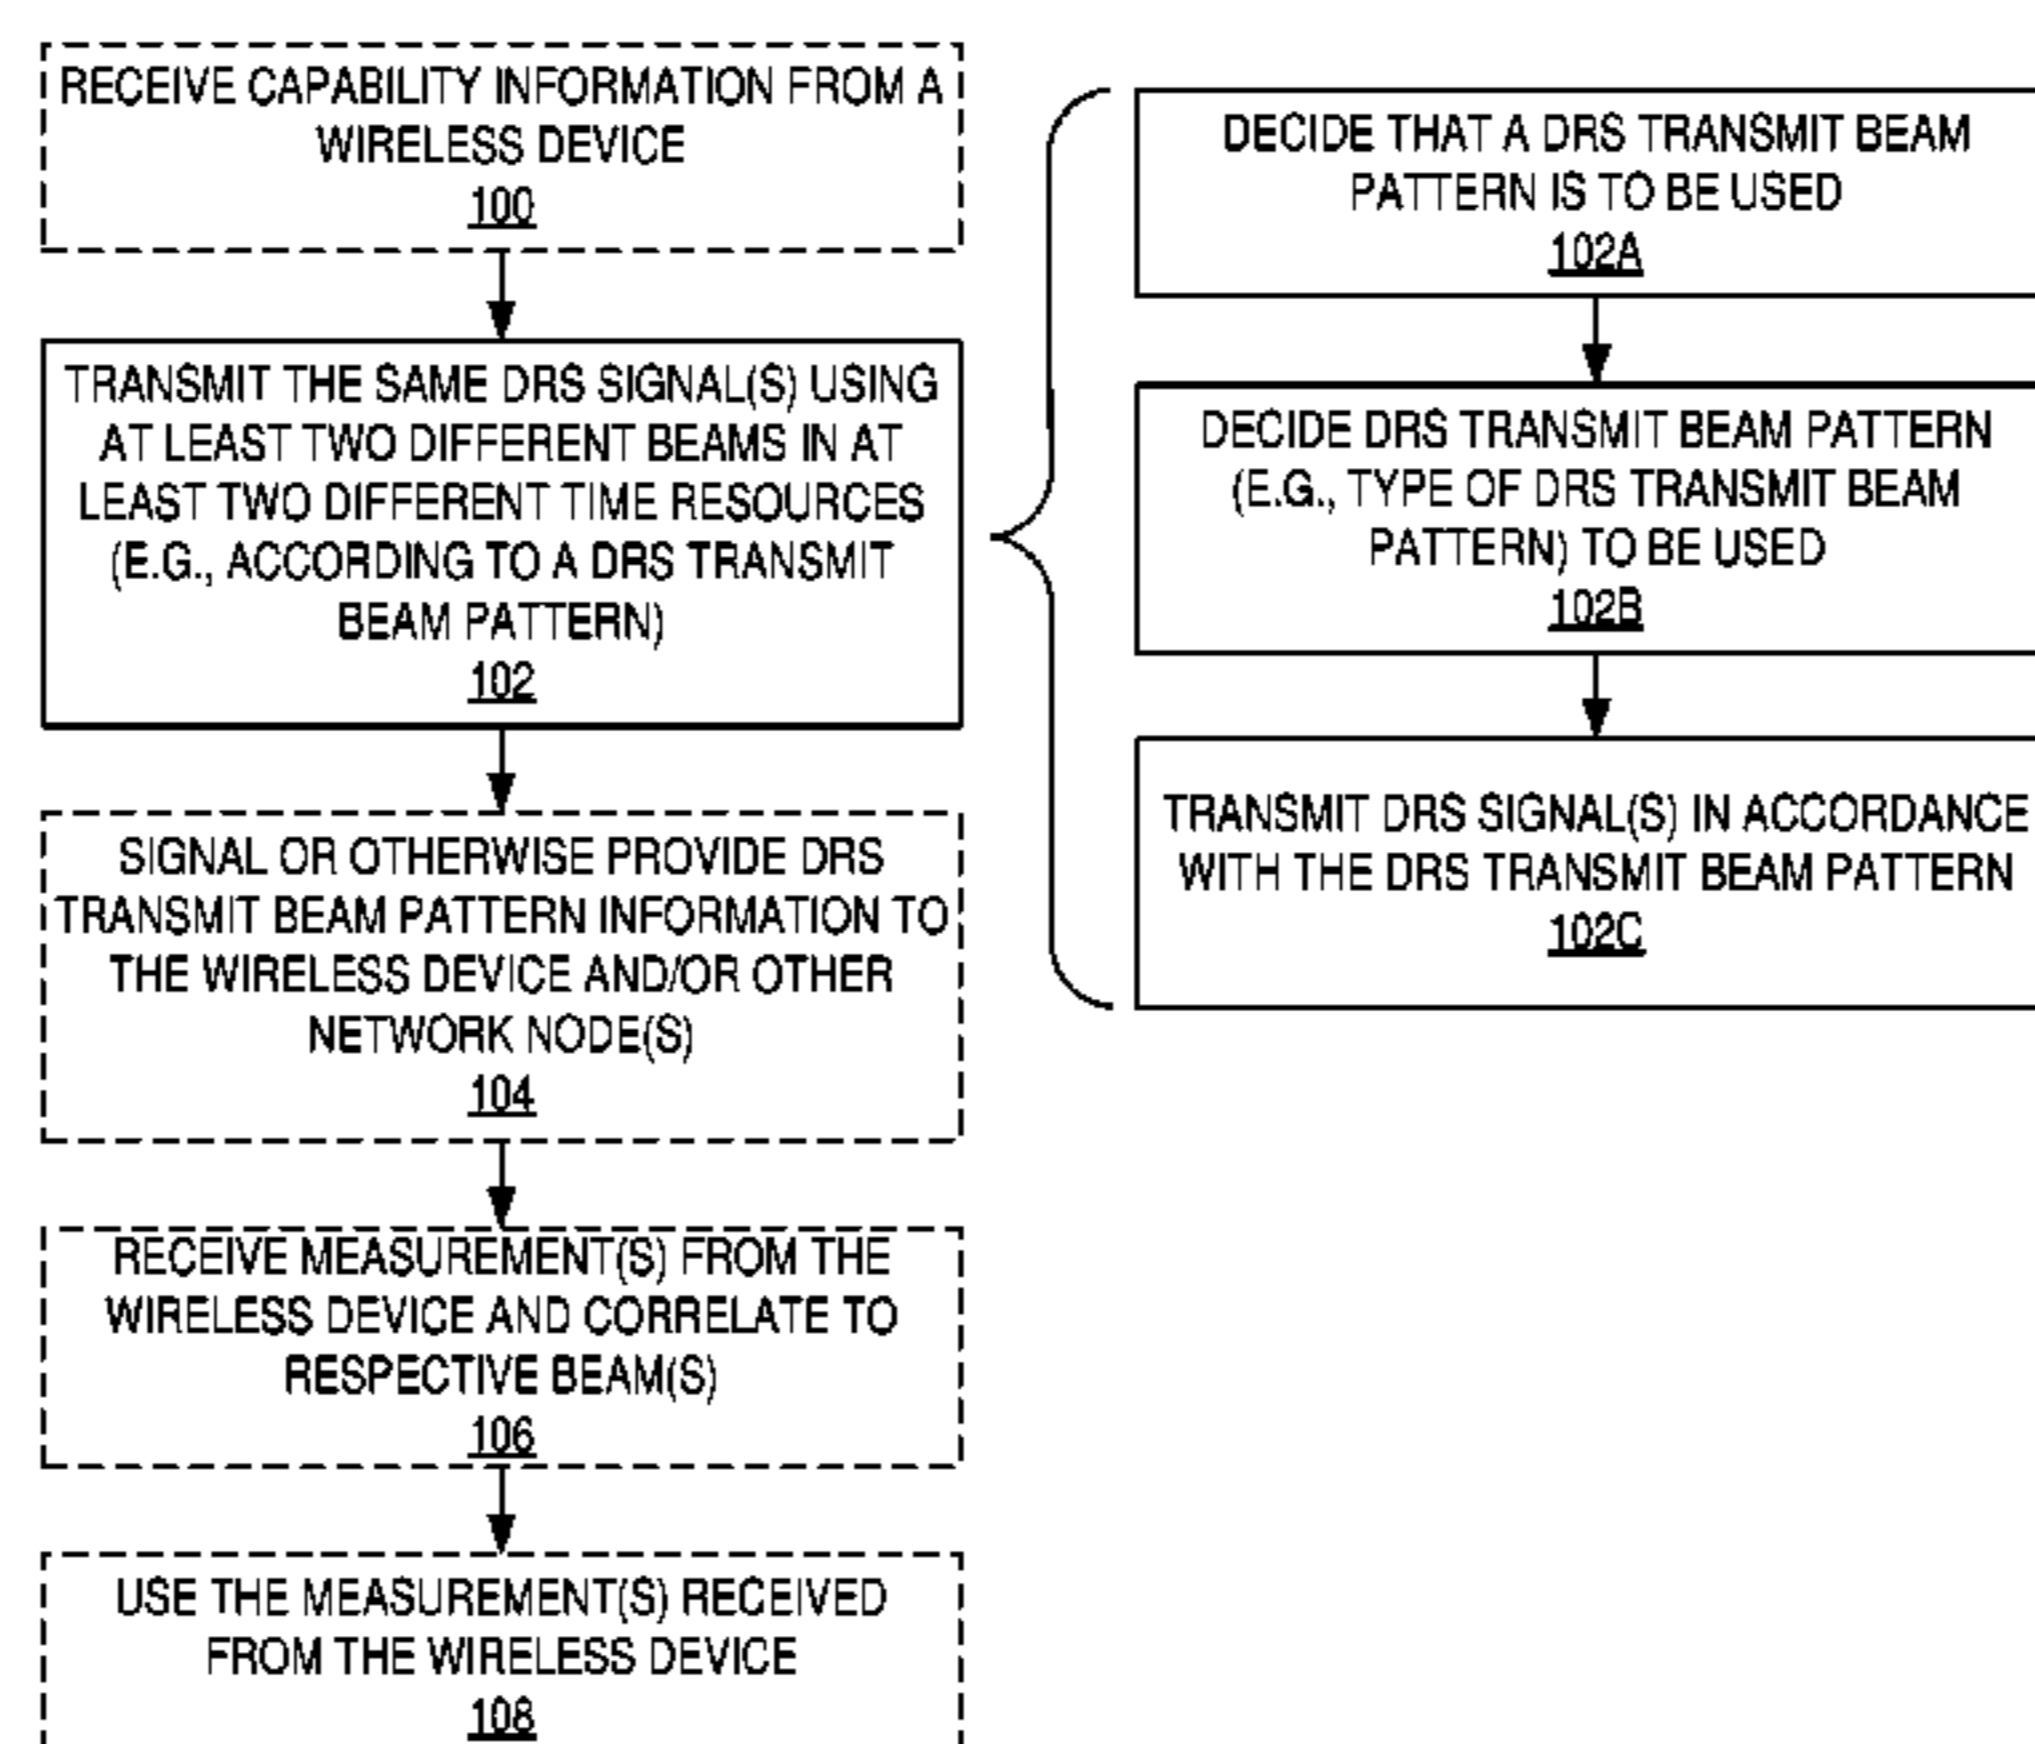 RECEIVE CAPABILITY INFORMATION FROM A
WIRELESS DEVICE
100
TRANSMIT THE SAME DRS SIGNAL(S) USING
AT LEAST TWO DIFFERENT BEAMS IN AT
LEAST TWO DIFFERENT TIME RESOURCES
(E.G., ACCORDING TO A DRS TRANSMIT
BEAM PATTERN)
102
SIGNAL OR OTHERWISE PROVIDE DRS
TRANSMIT BEAM PATTERN INFORMATION TO
THE WIRELESS DEVICE AND/OR OTHER
NETWORK NODE(S)
104
RECEIVE MEASUREMENT(S) FROM THE
WIRELESS DEVICE AND CORRELATE TO
RESPECTIVE BEAM(S)
106
USE THE MEASUREMENT(S) RECEIVED
FROM THE WIRELESS DEVICE
108
DECIDE THAT A DRS TRANSMIT BEAM
PATTERN IS TO BE USED
102A
DECIDE DRS TRANSMIT BEAM PATTERN
(E.G., TYPE OF DRS TRANSMIT BEAM
PATTERN) TO BE USED
102B
TRANSMIT DRS SIGNAL(S) IN ACCORDANCE
WITH THE DRS TRANSMIT BEAM PATTERN
102C